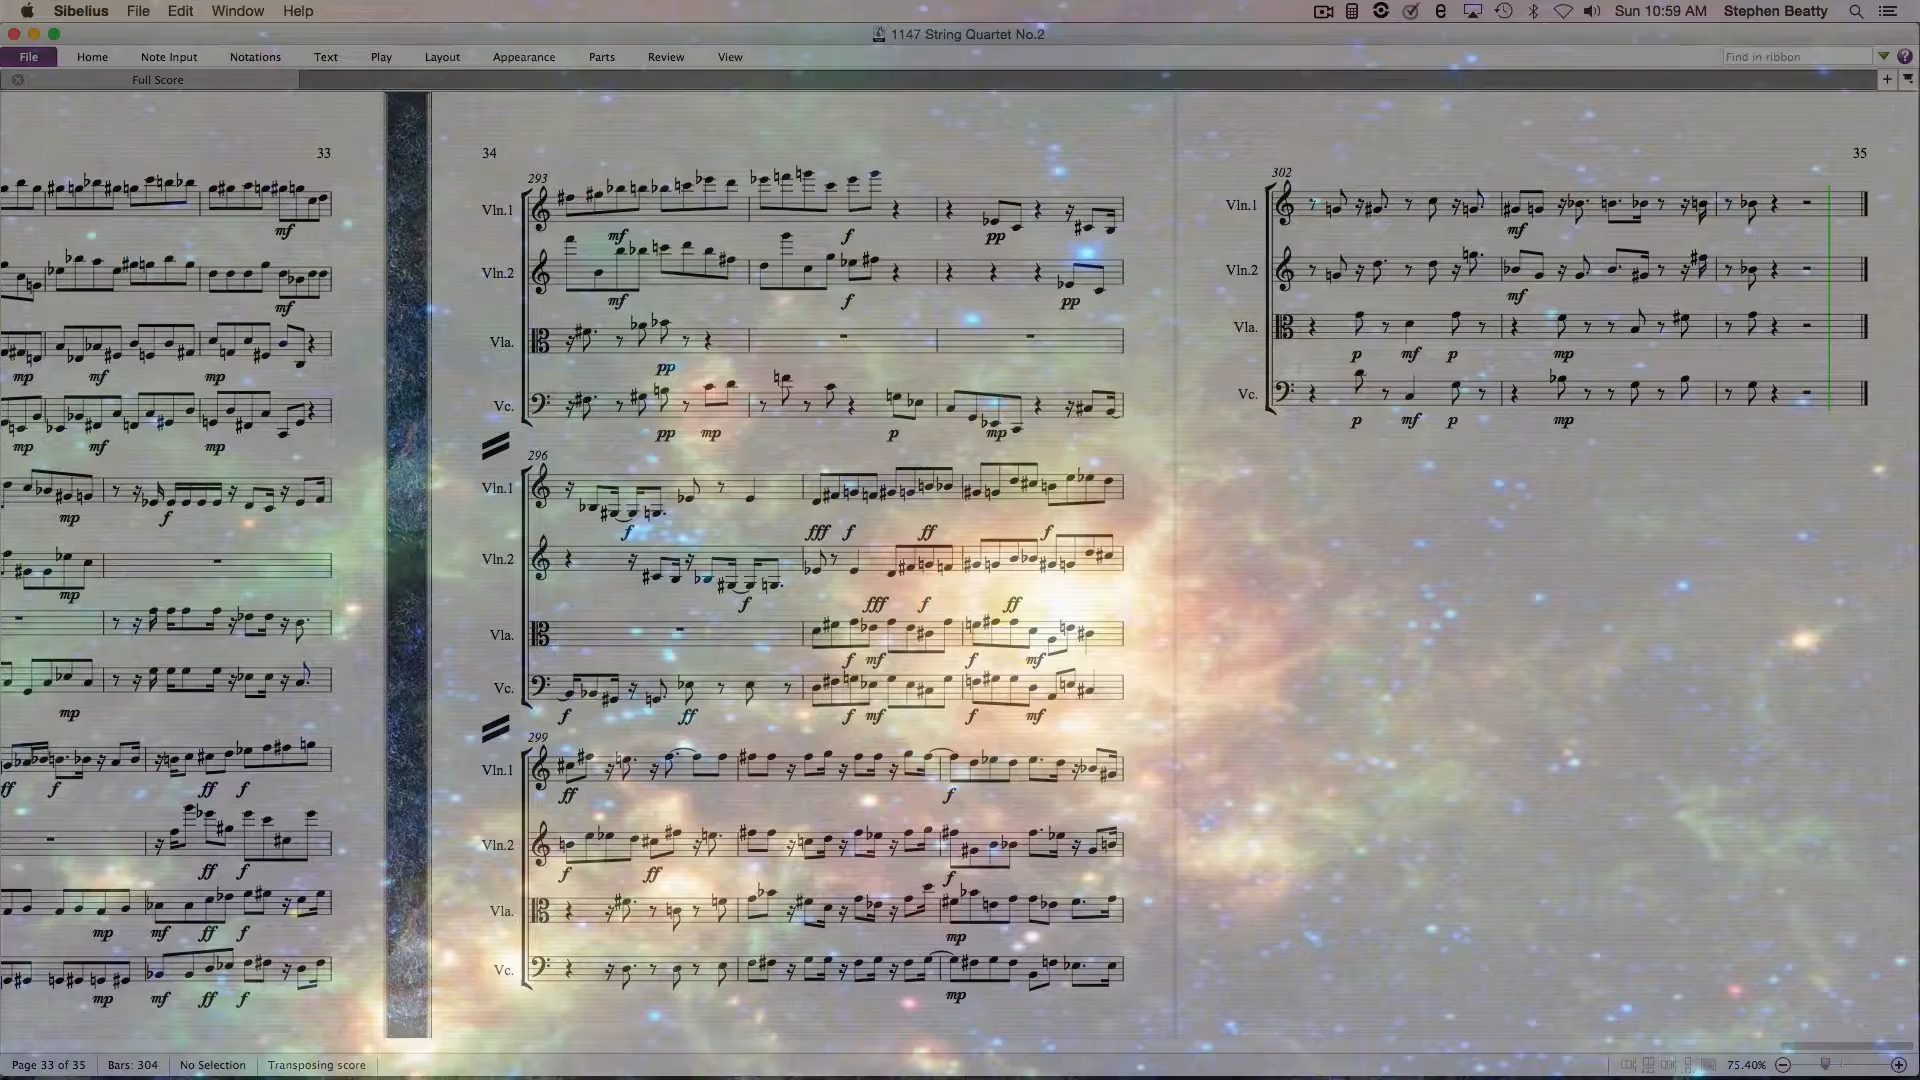 Sibelius File Edit Window Help Sun 10:59 AM Stephen Beatty
1147 String Quartet No.2
File Home Note Input Notations Text Play Layout Appearance Parts Review View Find in ribbon
Full Score
33
mf
mf
mp mf mp
mp mf mp
mp f
mp
mp
ff f ff f
ff f
mp mf ff f
mp mf ff f
34
293
Vln.1 mf f pp
Vln.2 mf f pp
Vla. pp
Vc. pp mp p mp
296
Vln.1 f fff f ff f
Vln.2 f fff f ff
Vla. f mf f mf
Vc. f ff f mf f mf
299
Vln.1 ff f
Vln.2 f ff f
Vla. mp
Vc. mp
35
302
Vln.1 mf
Vln.2 mf
Vla. p mf p mp
Vc. p mf p mp
Page 33 of 35 Bars: 304 No Selection Transposing score 75.40%